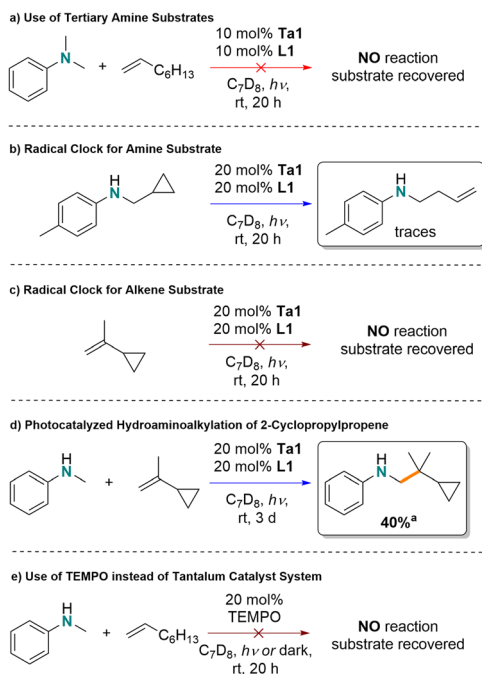 a) Use of Tertiary Amine Substrates
N
+
C6H13
10 mol% Ta1
10 mol% L1
C7D8, hν,
rt, 20 h
NO reaction
substrate recovered
b) Radical Clock for Amine Substrate
H
N
20 mol% Ta1
20 mol% L1
C7D8, hν,
rt, 20 h
H
N
traces
c) Radical Clock for Alkene Substrate
20 mol% Ta1
20 mol% L1
C7D8, hν,
rt, 20 h
NO reaction
substrate recovered
d) Photocatalyzed Hydroaminoalkylation of 2-Cyclopropylpropene
H
N
+
20 mol% Ta1
20 mol% L1
C7D8, hν,
rt, 3 d
H
N
40%a
e) Use of TEMPO instead of Tantalum Catalyst System
H
N
+
C6H13
20 mol%
TEMPO
C7D8, hν or dark,
rt, 20 h
NO reaction
substrate recovered